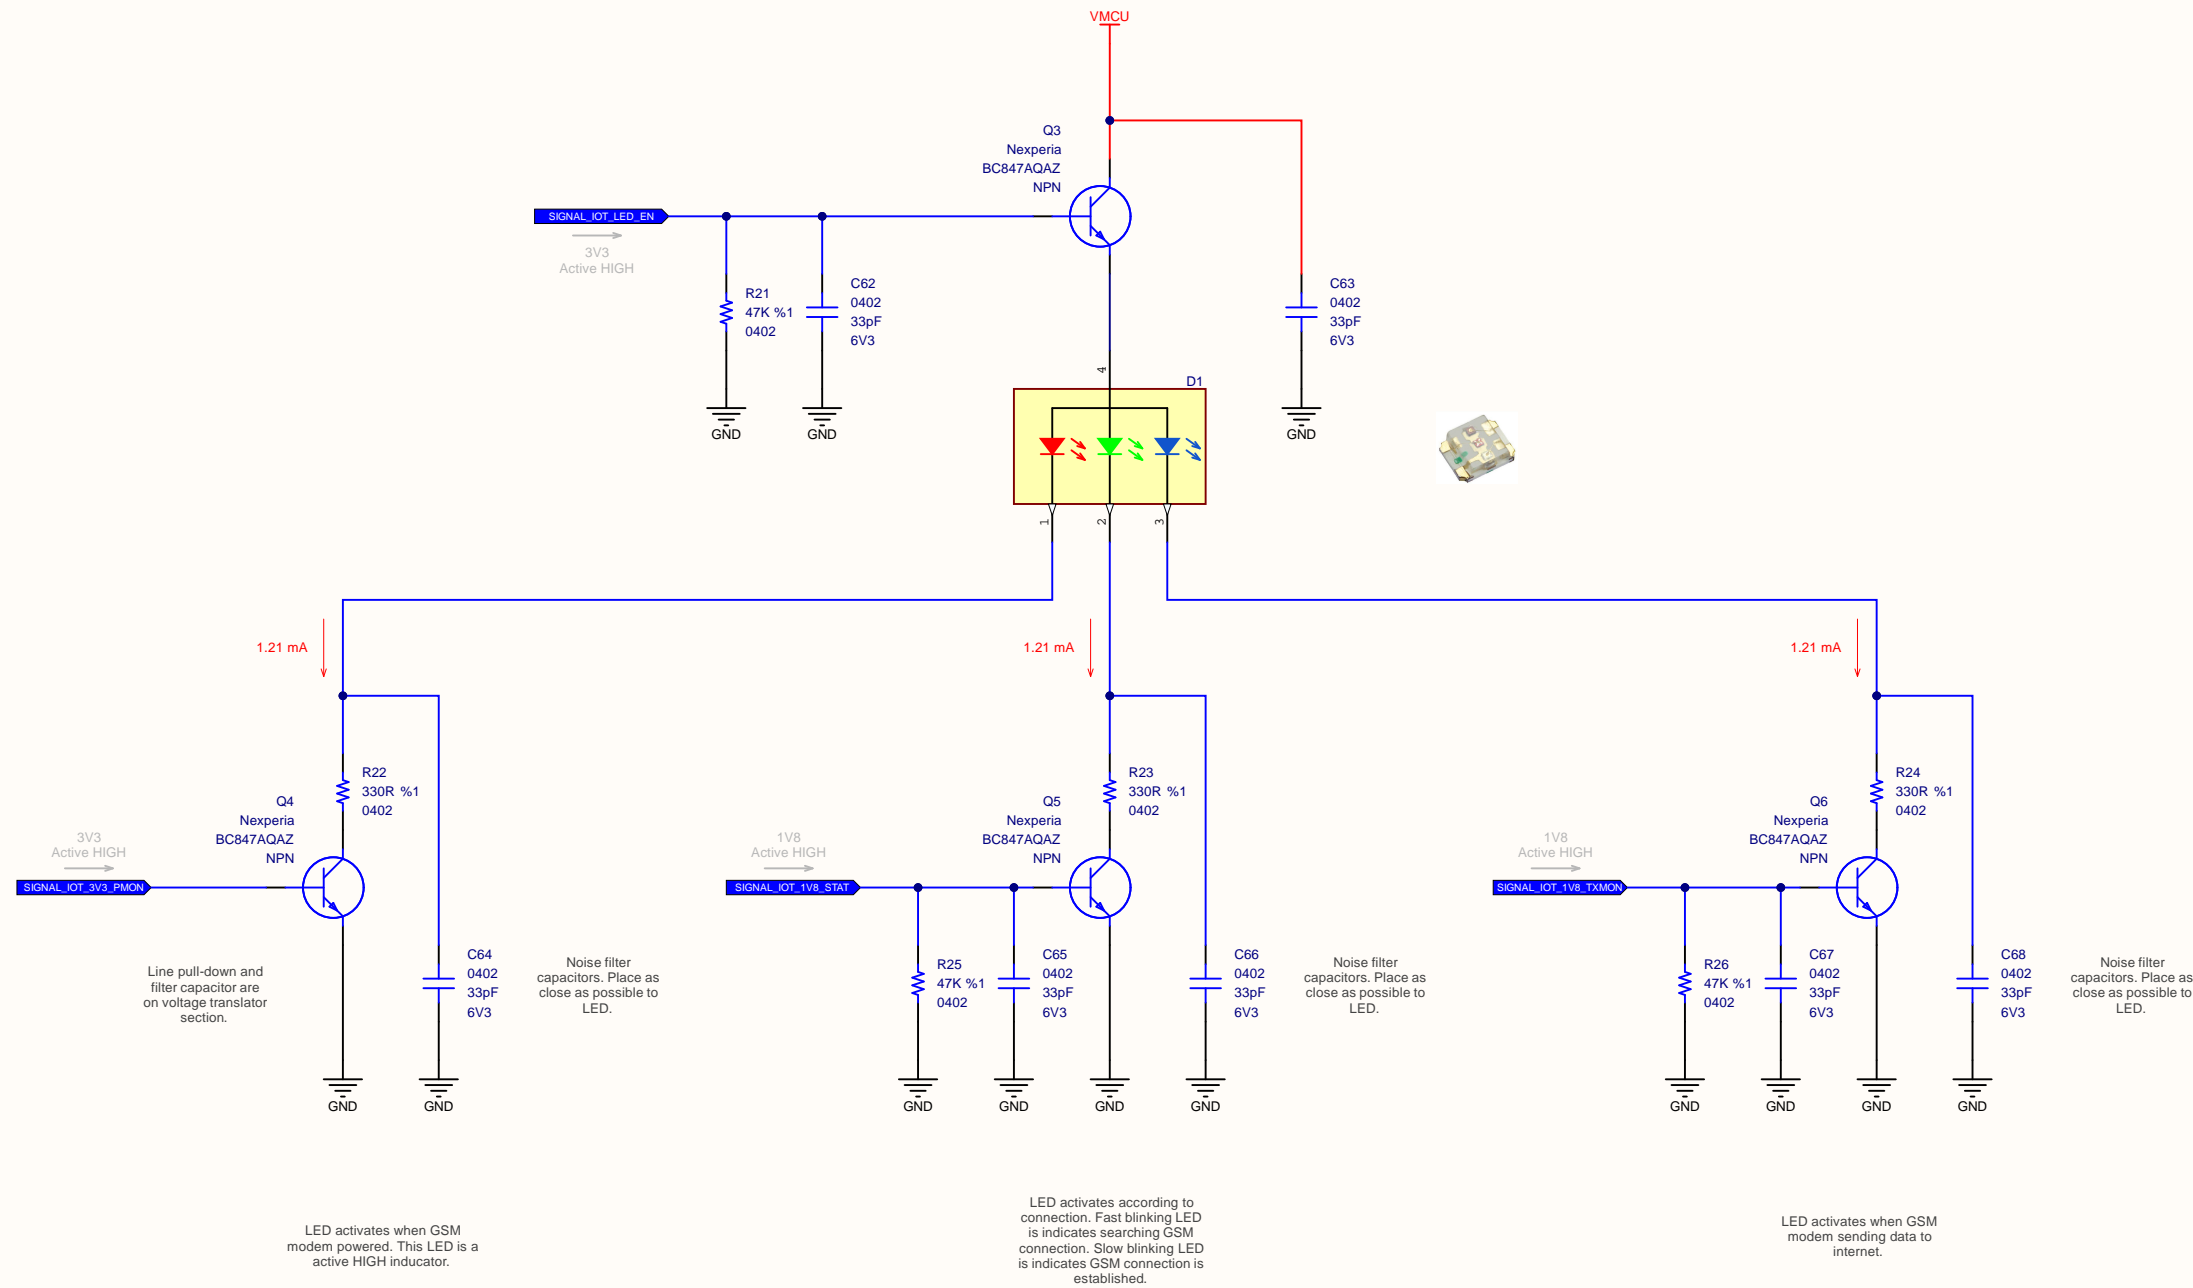 VMCU
Q3
Nexperia
BC847AQAZ
NPN
SIGNAL_IOT_LED_EN
3V3
Active HIGH
R21
47K %1
0402
C62
0402
33pF
6V3
C63
0402
33pF
6V3
GND
GND
GND
4
D1
1
2
3
1.21 mA
1.21 mA
1.21 mA
R22
330R %1
0402
Q4
Nexperia
BC847AQAZ
NPN
3V3
Active HIGH
SIGNAL_IOT_3V3_PMON
Line pull-down and
filter capacitor are
on voltage translator
section.
C64
0402
33pF
6V3
Noise filter
capacitors. Place as
close as possible to
LED.
GND
GND
R23
330R %1
0402
Q5
Nexperia
BC847AQAZ
NPN
1V8
Active HIGH
SIGNAL_IOT_1V8_STAT
R25
47K %1
0402
C65
0402
33pF
6V3
C66
0402
33pF
6V3
Noise filter
capacitors. Place as
close as possible to
LED.
GND
GND
GND
GND
R24
330R %1
0402
Q6
Nexperia
BC847AQAZ
NPN
1V8
Active HIGH
SIGNAL_IOT_1V8_TXMON
R26
47K %1
0402
C67
0402
33pF
6V3
C68
0402
33pF
6V3
Noise filter
capacitors. Place as
close as possible to
LED.
GND
GND
GND
GND
LED activates when GSM
modem powered. This LED is a
active HIGH inducator.
LED activates according to
connection. Fast blinking LED
is indicates searching GSM
connection. Slow blinking LED
is indicates GSM connection is
established.
LED activates when GSM
modem sending data to
internet.